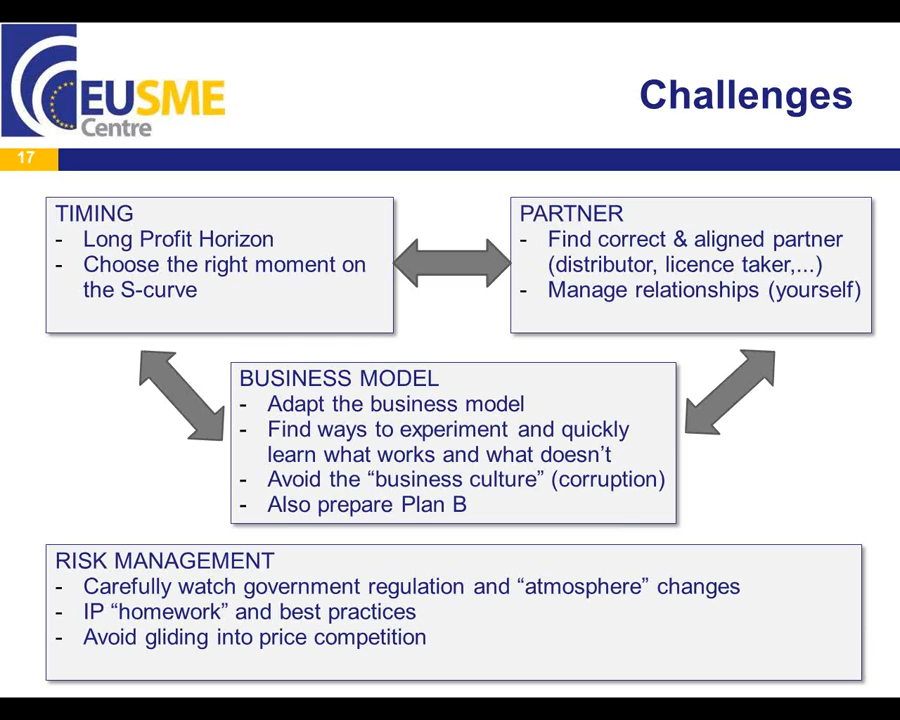 EUSME
Centre
Challenges
17
TIMING
- Long Profit Horizon
- Choose the right moment on
the S-curve
PARTNER
- Find correct & aligned partner
(distributor, licence taker,...)
- Manage relationships (yourself)
BUSINESS MODEL
- Adapt the business model
- Find ways to experiment and quickly
learn what works and what doesn’t
- Avoid the “business culture” (corruption)
- Also prepare Plan B
RISK MANAGEMENT
- Carefully watch government regulation and “atmosphere” changes
- IP “homework” and best practices
- Avoid gliding into price competition